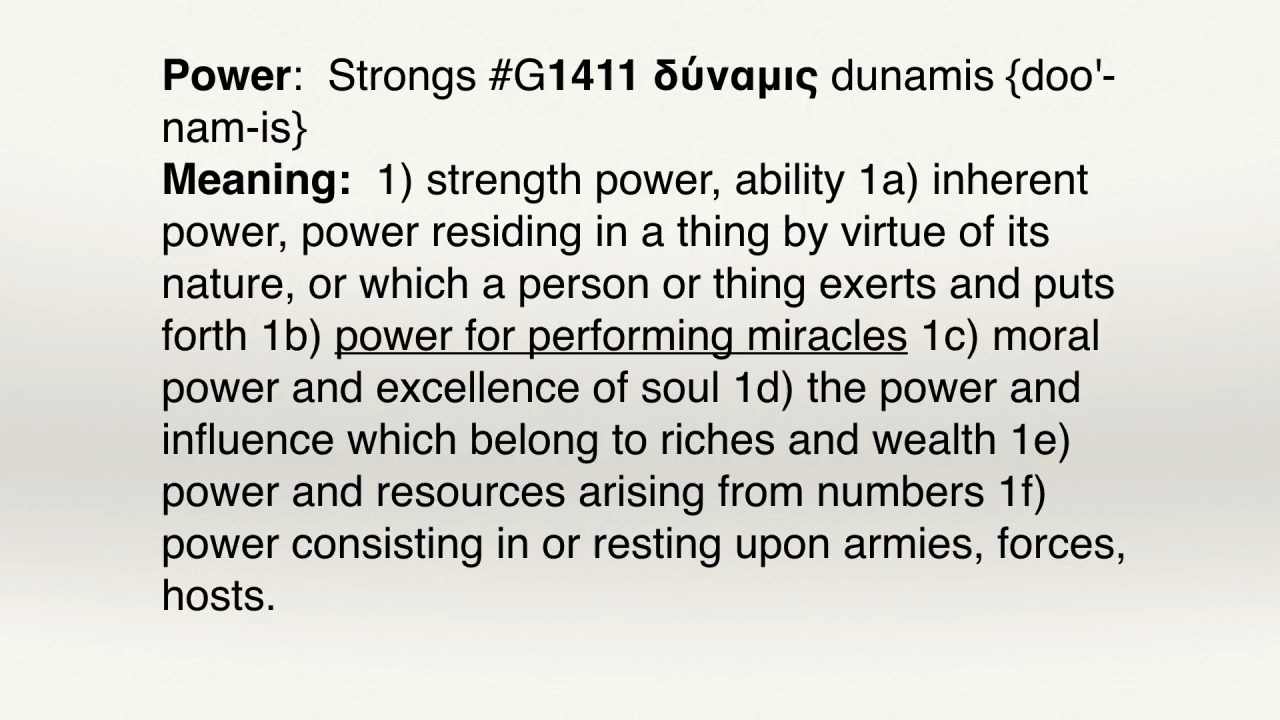 Power:  Strongs #G1411 δύναμις dunamis {doo'-
nam-is}
Meaning:  1) strength power, ability 1a) inherent
power, power residing in a thing by virtue of its
nature, or which a person or thing exerts and puts
forth 1b) power for performing miracles 1c) moral
power and excellence of soul 1d) the power and
influence which belong to riches and wealth 1e)
power and resources arising from numbers 1f)
power consisting in or resting upon armies, forces,
hosts.